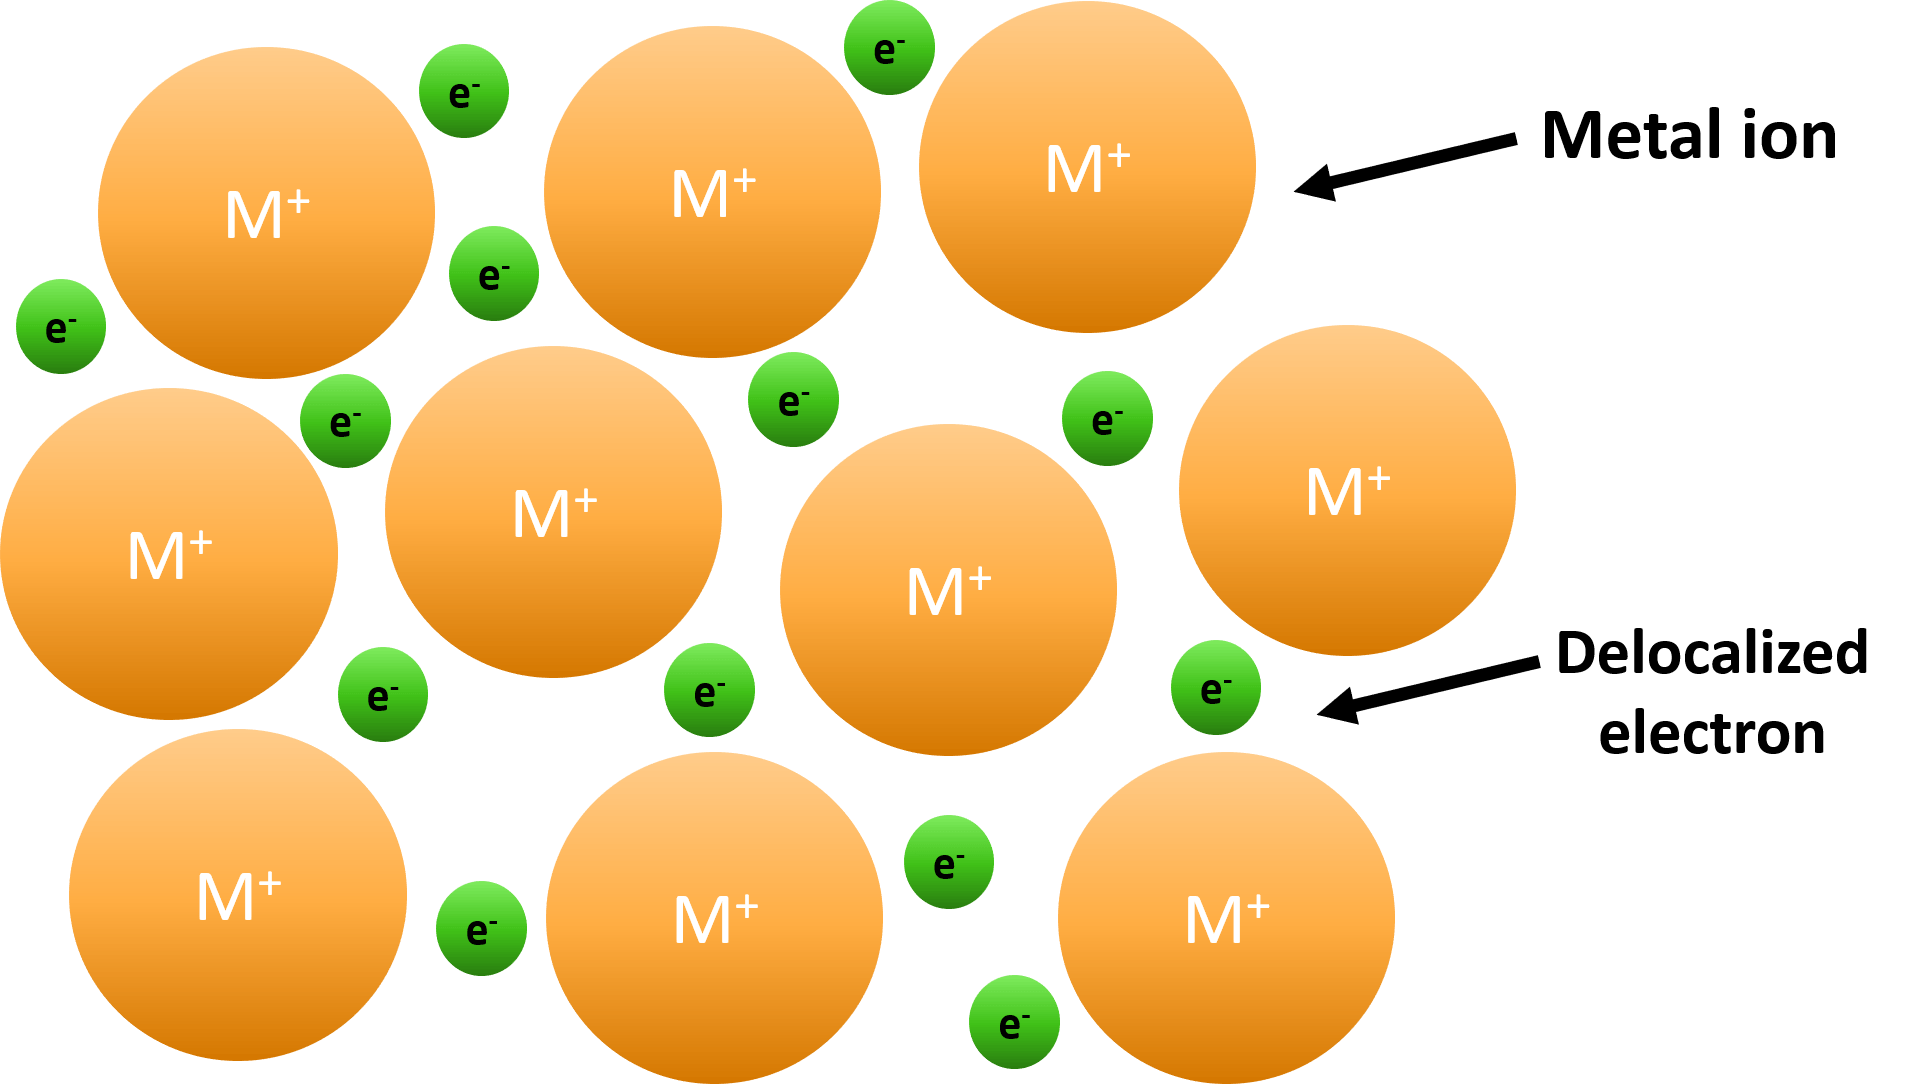 e-
e-
M+
M+
M+
Metal ion
e-
e-
e-
e-
e-
M+
M+
M+
M+
Delocalized
electron
e-
e-
e-
e-
M+
M+
M+
e-
e-